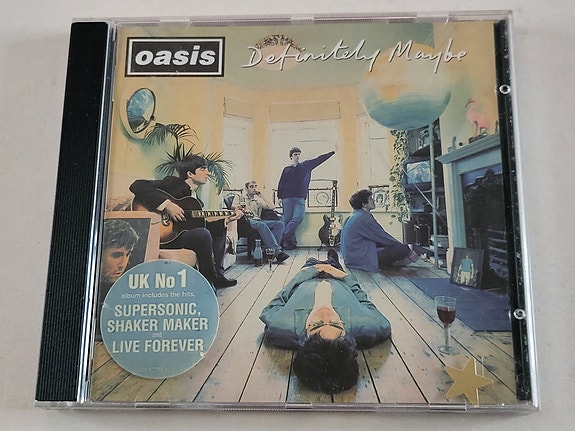 oasis
Definitely Maybe
UK No 1
album includes the hits,
SUPERSONIC,
SHAKER MAKER
and
LIVE FOREVER